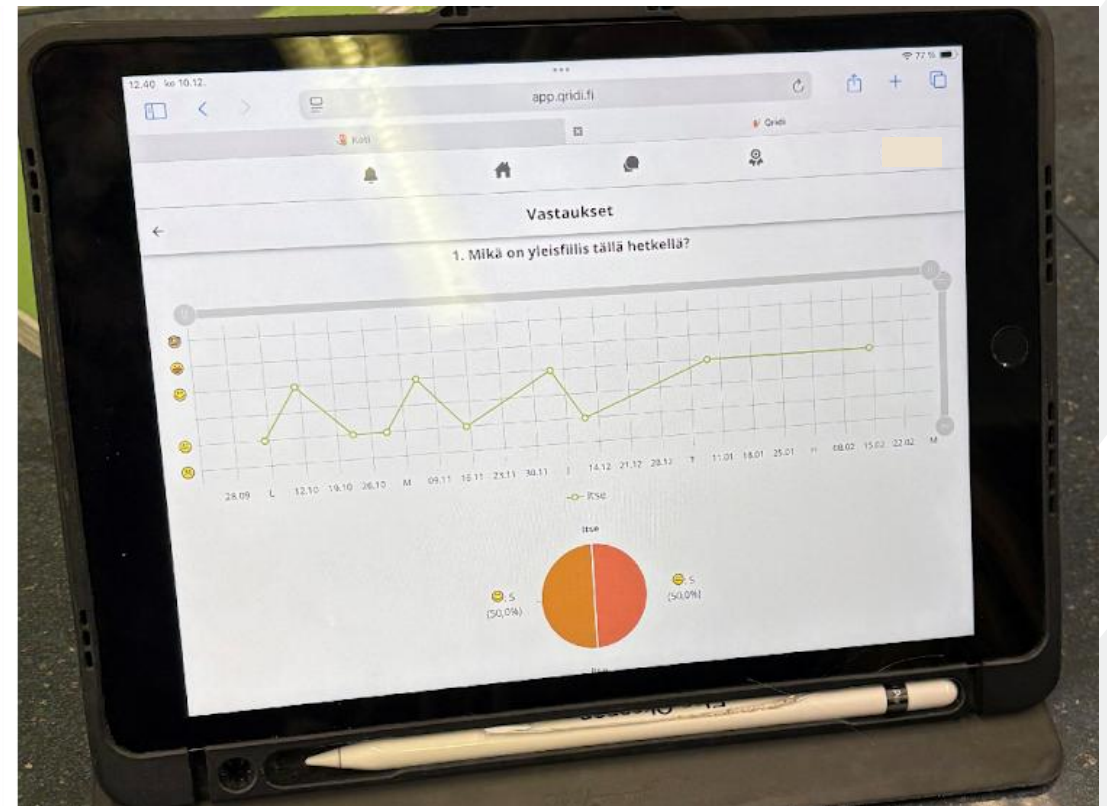 12.40 ke 10.12.
77 %
app.qridi.fi
Koti
Qridi
Vastaukset
1. Mikä on yleisfiilis tällä hetkellä?
28.09 L 12.10 19.10 26.10 M 09.11 16.11 23.11 30.11 J 14.12 21.12 28.12 T 11.01 18.01 25.01 H 08.02 15.02 22.02 M
Itse
Itse
: 5
(50,0%)
: 5
(50,0%)
Itse